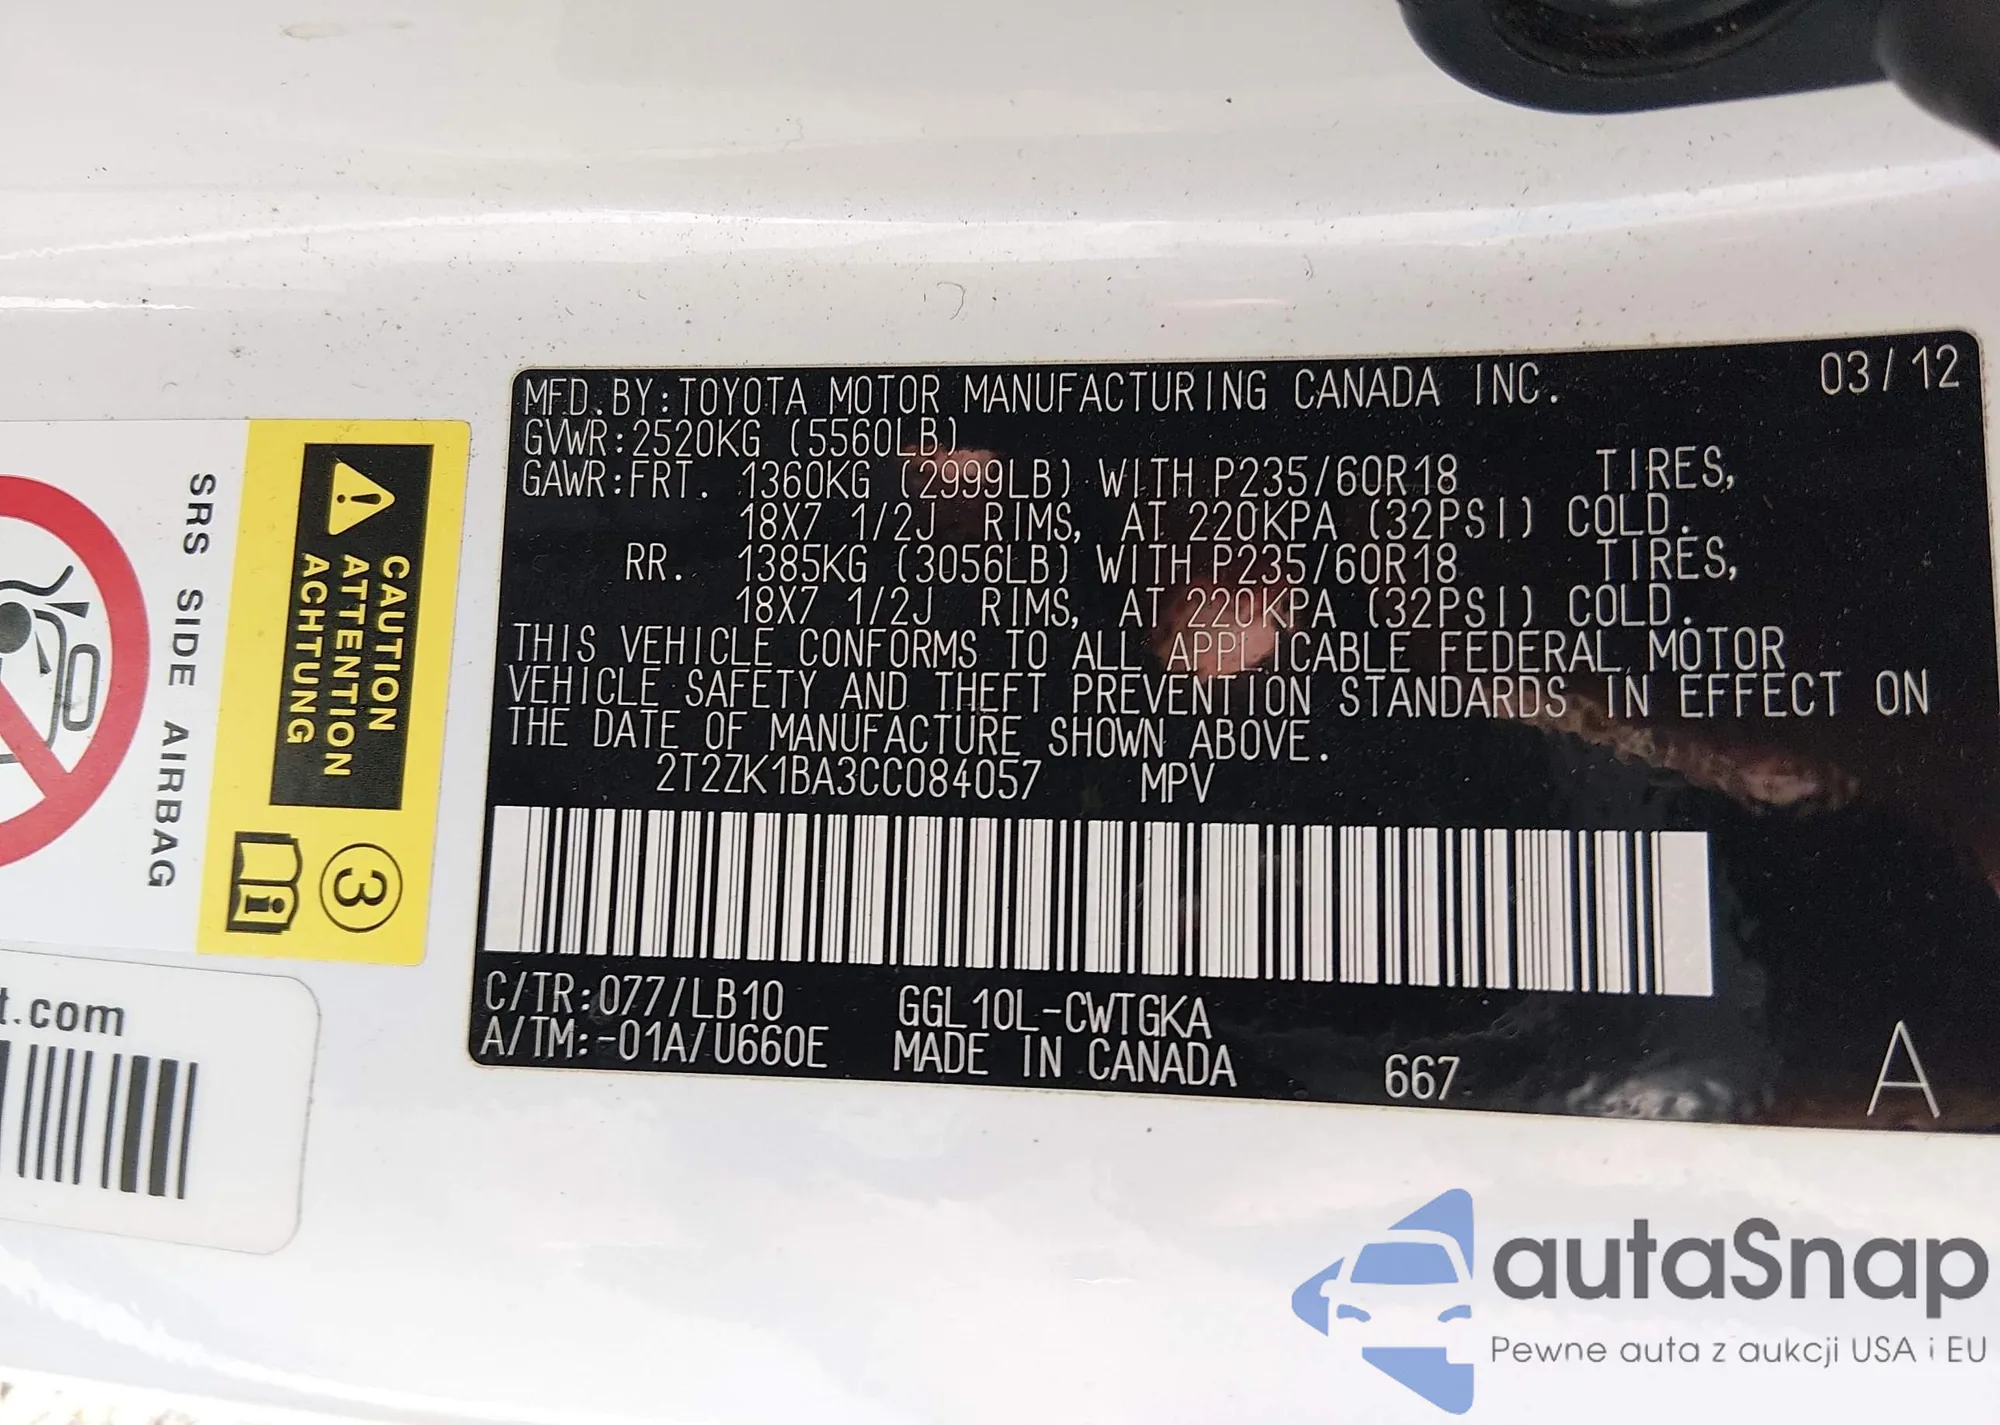 MFD.BY:TOYOTA MOTOR MANUFACTURING CANADA INC. 03/12
GVWR:2520KG (5560LB)
GAWR:FRT. 1360KG (2999LB) WITH P235/60R18 TIRES,
18X7 1/2J RIMS, AT 220KPA (32PSI) COLD.
RR. 1385KG (3056LB) WITH P235/60R18 TIRES,
18X7 1/2J RIMS, AT 220KPA (32PSI) COLD.
THIS VEHICLE CONFORMS TO ALL APPLICABLE FEDERAL MOTOR
VEHICLE SAFETY AND THEFT PREVENTION STANDARDS IN EFFECT ON
THE DATE OF MANUFACTURE SHOWN ABOVE.
2T2ZK1BA3CC084057 MPV
C/TR:077/LB10 GGL10L-CWTGKA
A/TM:-01A/U660E MADE IN CANADA 667 A
CAUTION
ATTENTION
ACHTUNG
3
SRS SIDE AIRBAG
t.com
autaSnap
Pewne auta z aukcji USA i EU